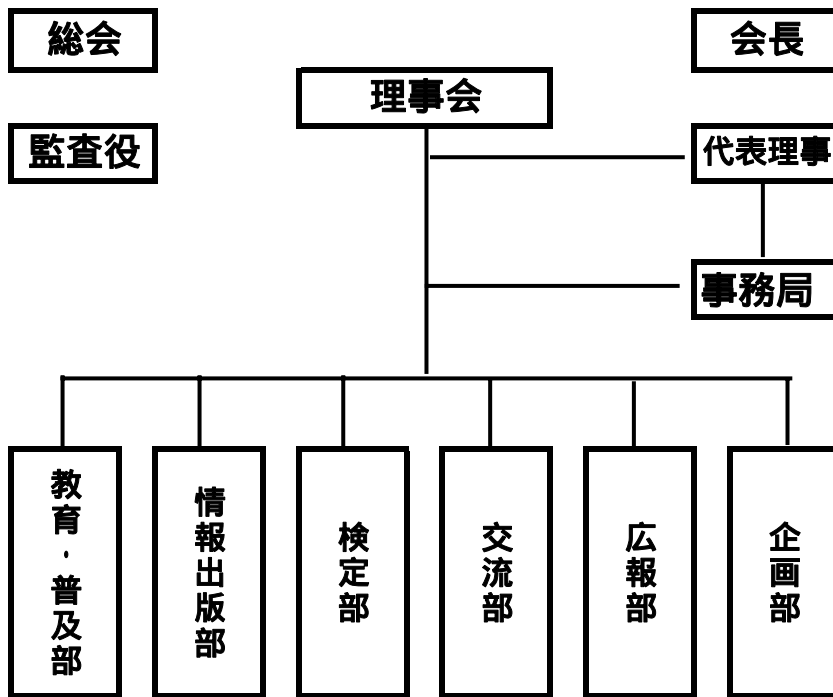 総会
会長
理事会
監査役
代表理事
事務局
教育・普及部
情報出版部
検定部
交流部
広報部
企画部